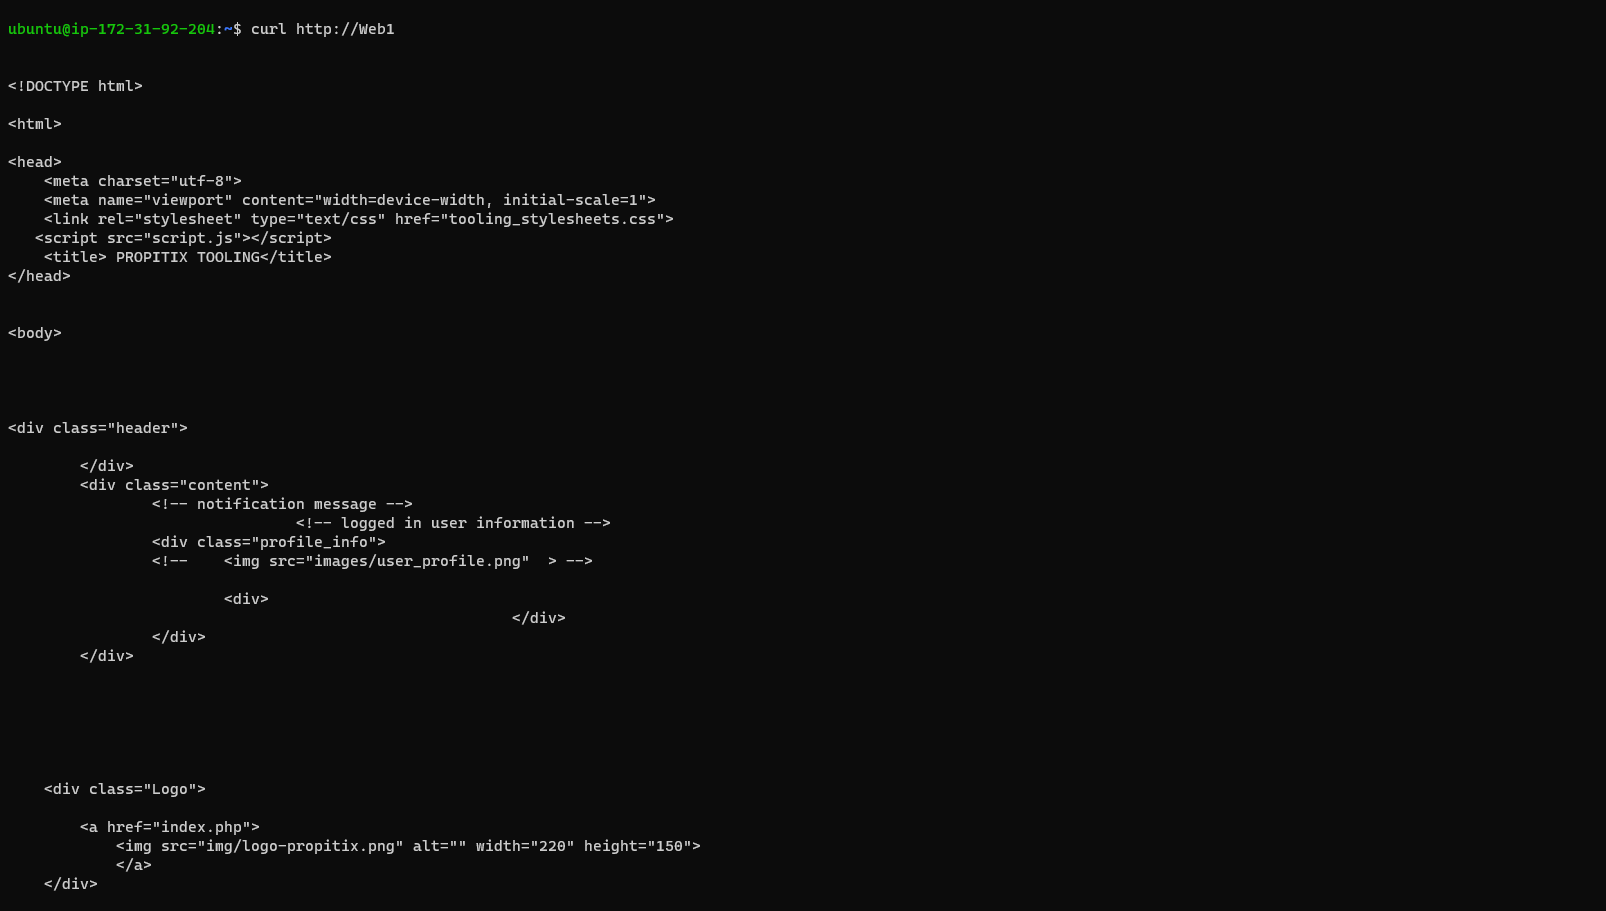 ubuntu@ip-172-31-92-204:~$ curl http://Web1
<!DOCTYPE html>
<html>
<head>
    <meta charset="utf-8">
    <meta name="viewport" content="width=device-width, initial-scale=1">
    <link rel="stylesheet" type="text/css" href="tooling_stylesheets.css">
   <script src="script.js"></script>
    <title> PROPITIX TOOLING</title>
</head>
<body>
<div class="header">
        </div>
        <div class="content">
                <!-- notification message -->
                                <!-- logged in user information -->
                <div class="profile_info">
                <!--    <img src="images/user_profile.png"  > -->
                        <div>
                                                        </div>
                </div>
        </div>
    <div class="Logo">
        <a href="index.php">
            <img src="img/logo-propitix.png" alt="" width="220" height="150">
            </a>
    </div>